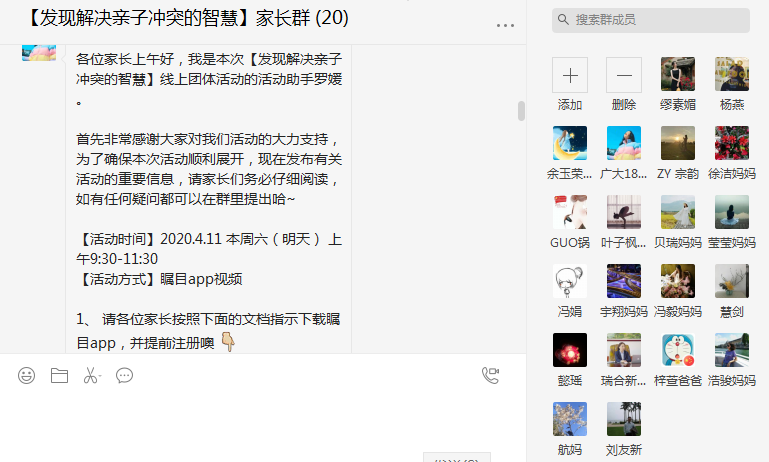 【发现解决亲子冲突的智慧】家长群 (20)
各位家长上午好，我是本次【发现解决亲子
冲突的智慧】线上团体活动的活动助手罗媛
。
首先非常感谢大家对我们活动的大力支持，
为了确保本次活动顺利展开，现在发布有关
活动的重要信息，请家长们务必仔细阅读，
如有任何疑问都可以在群里提出哈~
【活动时间】2020.4.11 本周六（明天） 上
午9:30-11:30
【活动方式】瞩目app视频
1、 请各位家长按照下面的文档指示下载瞩
目app，并提前注册噢
搜索群成员
添加 删除 缪素媚 杨燕
余玉荣... 广大18... ZY 宗韵 徐洁妈妈
GUO锅 叶子枫... 贝瑞妈妈 莹莹妈妈
冯娟 宇翔妈妈 冯毅妈妈 慧剑
懿瑶 瑞合新... 梓萱爸爸 浩骏妈妈
航妈 刘友新